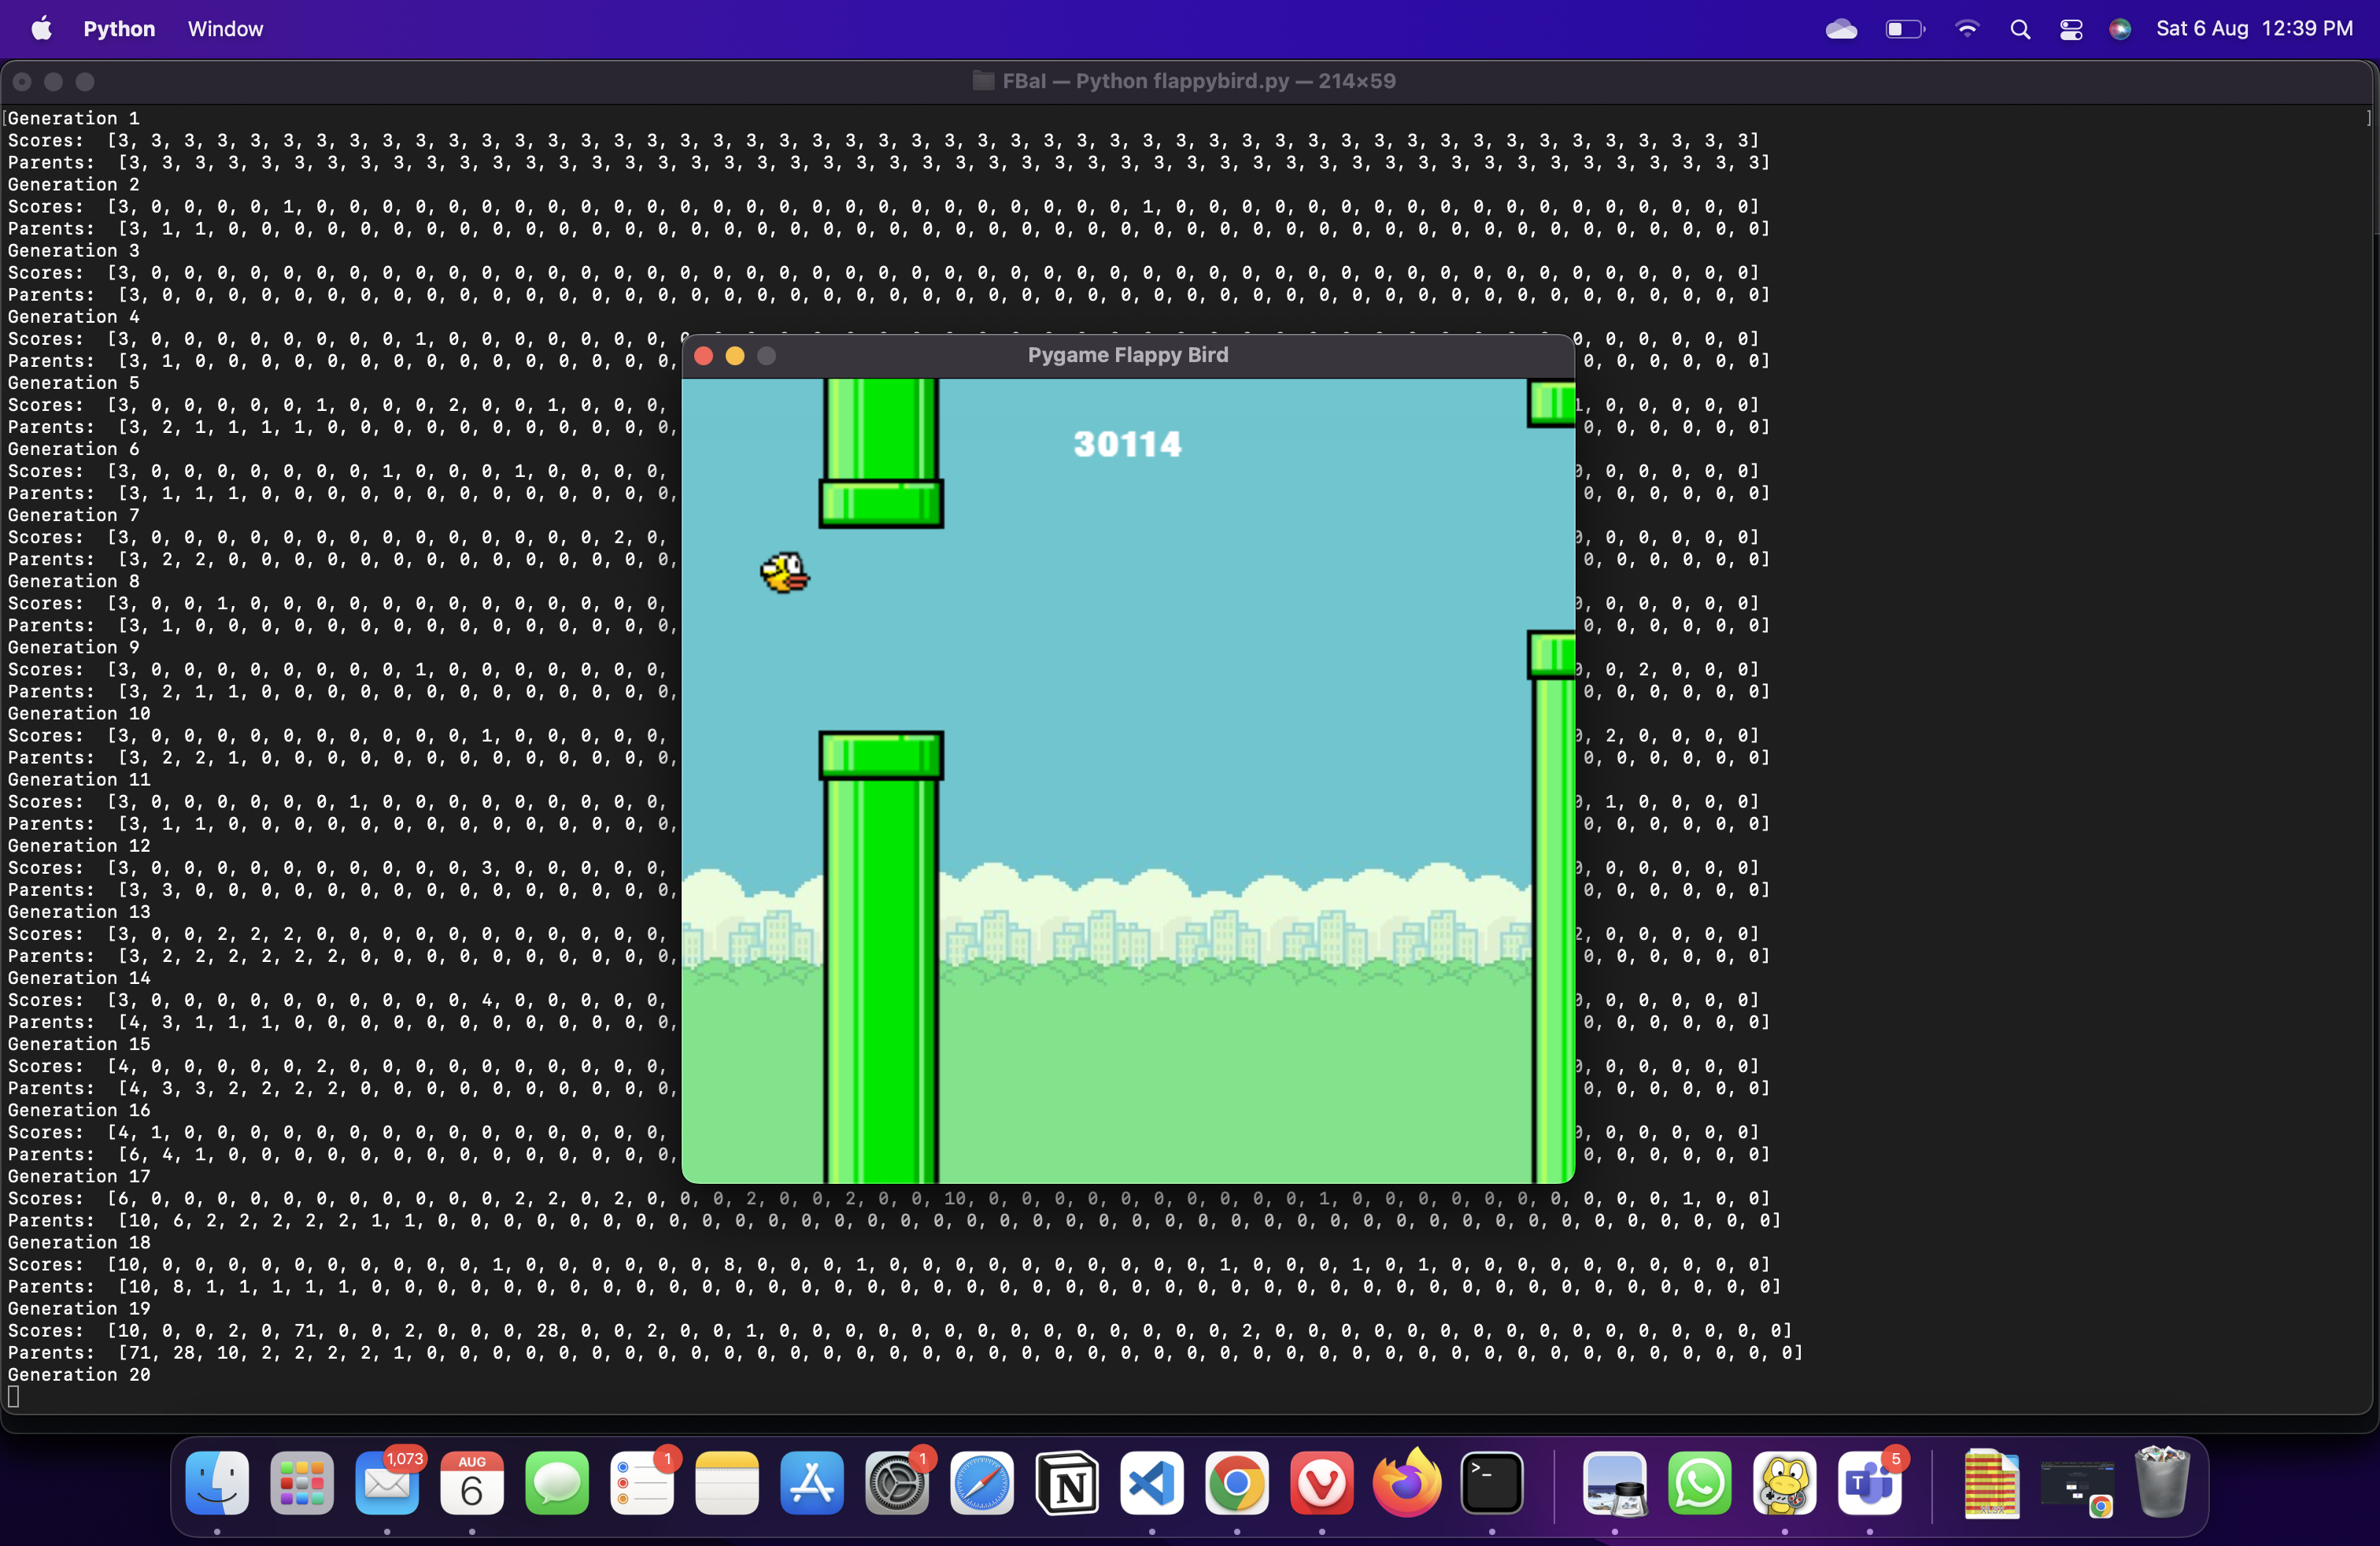 Python Window Sat 6 Aug 12:39 PM
FBaI — Python flappybird.py — 214×59
Generation 1
Scores: [3, 3, 3, 3, 3, 3, 3, 3, 3, 3, 3, 3, 3, 3, 3, 3, 3, 3, 3, 3, 3, 3, 3, 3, 3, 3, 3, 3, 3, 3, 3, 3, 3, 3, 3, 3, 3, 3, 3, 3, 3, 3, 3, 3, 3, 3, 3, 3, 3, 3]
Parents: [3, 3, 3, 3, 3, 3, 3, 3, 3, 3, 3, 3, 3, 3, 3, 3, 3, 3, 3, 3, 3, 3, 3, 3, 3, 3, 3, 3, 3, 3, 3, 3, 3, 3, 3, 3, 3, 3, 3, 3, 3, 3, 3, 3, 3, 3, 3, 3, 3, 3]
Generation 2
Scores: [3, 0, 0, 0, 0, 1, 0, 0, 0, 0, 0, 0, 0, 0, 0, 0, 0, 0, 0, 0, 0, 0, 0, 0, 0, 0, 0, 0, 0, 0, 0, 1, 0, 0, 0, 0, 0, 0, 0, 0, 0, 0, 0, 0, 0, 0, 0, 0, 0, 0]
Parents: [3, 1, 1, 0, 0, 0, 0, 0, 0, 0, 0, 0, 0, 0, 0, 0, 0, 0, 0, 0, 0, 0, 0, 0, 0, 0, 0, 0, 0, 0, 0, 0, 0, 0, 0, 0, 0, 0, 0, 0, 0, 0, 0, 0, 0, 0, 0, 0, 0, 0]
Generation 3
Scores: [3, 0, 0, 0, 0, 0, 0, 0, 0, 0, 0, 0, 0, 0, 0, 0, 0, 0, 0, 0, 0, 0, 0, 0, 0, 0, 0, 0, 0, 0, 0, 0, 0, 0, 0, 0, 0, 0, 0, 0, 0, 0, 0, 0, 0, 0, 0, 0, 0, 0]
Parents: [3, 0, 0, 0, 0, 0, 0, 0, 0, 0, 0, 0, 0, 0, 0, 0, 0, 0, 0, 0, 0, 0, 0, 0, 0, 0, 0, 0, 0, 0, 0, 0, 0, 0, 0, 0, 0, 0, 0, 0, 0, 0, 0, 0, 0, 0, 0, 0, 0, 0]
Generation 4
Scores: [3, 0, 0, 0, 0, 0, 0, 0, 0, 1, 0, 0, 0, 0, 0, 0, 0, 0, 0, 0, 0, 0, 0]
Parents: [3, 1, 0, 0, 0, 0, 0, 0, 0, 0, 0, 0, 0, 0, 0, 0, 0, 0, 0, 0, 0, 0, 0]
Generation 5
Scores: [3, 0, 0, 0, 0, 0, 1, 0, 0, 0, 2, 0, 0, 1, 0, 0, 0, 1, 0, 0, 0, 0, 0]
Parents: [3, 2, 1, 1, 1, 1, 0, 0, 0, 0, 0, 0, 0, 0, 0, 0, 0, 0, 0, 0, 0, 0, 0]
Generation 6
Scores: [3, 0, 0, 0, 0, 0, 0, 0, 1, 0, 0, 0, 1, 0, 0, 0, 0, 0, 0, 0, 0, 0, 0]
Parents: [3, 1, 1, 1, 0, 0, 0, 0, 0, 0, 0, 0, 0, 0, 0, 0, 0, 0, 0, 0, 0, 0, 0]
Generation 7
Scores: [3, 0, 0, 0, 0, 0, 0, 0, 0, 0, 0, 0, 0, 0, 0, 2, 0, 0, 0, 0, 0, 0, 0]
Parents: [3, 2, 2, 0, 0, 0, 0, 0, 0, 0, 0, 0, 0, 0, 0, 0, 0, 0, 0, 0, 0, 0, 0]
Generation 8
Scores: [3, 0, 0, 1, 0, 0, 0, 0, 0, 0, 0, 0, 0, 0, 0, 0, 0, 0, 0, 0, 0, 0, 0]
Parents: [3, 1, 0, 0, 0, 0, 0, 0, 0, 0, 0, 0, 0, 0, 0, 0, 0, 0, 0, 0, 0, 0, 0]
Generation 9
Scores: [3, 0, 0, 0, 0, 0, 0, 0, 0, 1, 0, 0, 0, 0, 0, 0, 0, 0, 0, 2, 0, 0, 0]
Parents: [3, 2, 1, 1, 0, 0, 0, 0, 0, 0, 0, 0, 0, 0, 0, 0, 0, 0, 0, 0, 0, 0, 0]
Generation 10
Scores: [3, 0, 0, 0, 0, 0, 0, 0, 0, 0, 0, 1, 0, 0, 0, 0, 0, 0, 2, 0, 0, 0, 0]
Parents: [3, 2, 2, 1, 0, 0, 0, 0, 0, 0, 0, 0, 0, 0, 0, 0, 0, 0, 0, 0, 0, 0, 0]
Generation 11
Scores: [3, 0, 0, 0, 0, 0, 0, 1, 0, 0, 0, 0, 0, 0, 0, 0, 0, 0, 1, 0, 0, 0, 0]
Parents: [3, 1, 1, 0, 0, 0, 0, 0, 0, 0, 0, 0, 0, 0, 0, 0, 0, 0, 0, 0, 0, 0, 0]
Generation 12
Scores: [3, 0, 0, 0, 0, 0, 0, 0, 0, 0, 0, 3, 0, 0, 0, 0, 0, 0, 0, 0, 0, 0, 0]
Parents: [3, 3, 0, 0, 0, 0, 0, 0, 0, 0, 0, 0, 0, 0, 0, 0, 0, 0, 0, 0, 0, 0, 0]
Generation 13
Scores: [3, 0, 0, 2, 2, 2, 0, 0, 0, 0, 0, 0, 0, 0, 0, 0, 0, 2, 0, 0, 0, 0, 0]
Parents: [3, 2, 2, 2, 2, 2, 2, 0, 0, 0, 0, 0, 0, 0, 0, 0, 0, 0, 0, 0, 0, 0, 0]
Generation 14
Scores: [3, 0, 0, 0, 0, 0, 0, 0, 0, 0, 0, 4, 0, 0, 0, 0, 0, 0, 0, 0, 0, 0, 0]
Parents: [4, 3, 1, 1, 1, 0, 0, 0, 0, 0, 0, 0, 0, 0, 0, 0, 0, 0, 0, 0, 0, 0, 0]
Generation 15
Scores: [4, 0, 0, 0, 0, 0, 2, 0, 0, 0, 0, 0, 0, 0, 0, 0, 0, 0, 0, 0, 0, 0, 0]
Parents: [4, 3, 3, 2, 2, 2, 2, 0, 0, 0, 0, 0, 0, 0, 0, 0, 0, 0, 0, 0, 0, 0, 0]
Generation 16
Scores: [4, 1, 0, 0, 0, 0, 0, 0, 0, 0, 0, 0, 0, 0, 0, 0, 0, 0, 0, 0, 0, 0, 0]
Parents: [6, 4, 1, 0, 0, 0, 0, 0, 0, 0, 0, 0, 0, 0, 0, 0, 0, 0, 0, 0, 0, 0, 0]
Generation 17
Scores: [6, 0, 0, 0, 0, 0, 0, 0, 0, 0, 0, 0, 2, 2, 0, 2, 0, 0, 0, 2, 0, 0, 2, 0, 0, 10, 0, 0, 0, 0, 0, 0, 0, 0, 0, 0, 1, 0, 0, 0, 0, 0, 0, 0, 0, 0, 0, 1, 0, 0]
Parents: [10, 6, 2, 2, 2, 2, 2, 1, 1, 0, 0, 0, 0, 0, 0, 0, 0, 0, 0, 0, 0, 0, 0, 0, 0, 0, 0, 0, 0, 0, 0, 0, 0, 0, 0, 0, 0, 0, 0, 0, 0, 0, 0, 0, 0, 0, 0, 0, 0, 0]
Generation 18
Scores: [10, 0, 0, 0, 0, 0, 0, 0, 0, 0, 0, 1, 0, 0, 0, 0, 0, 0, 8, 0, 0, 0, 1, 0, 0, 0, 0, 0, 0, 0, 0, 0, 0, 1, 0, 0, 0, 1, 0, 1, 0, 0, 0, 0, 0, 0, 0, 0, 0, 0]
Parents: [10, 8, 1, 1, 1, 1, 1, 0, 0, 0, 0, 0, 0, 0, 0, 0, 0, 0, 0, 0, 0, 0, 0, 0, 0, 0, 0, 0, 0, 0, 0, 0, 0, 0, 0, 0, 0, 0, 0, 0, 0, 0, 0, 0, 0, 0, 0, 0, 0, 0]
Generation 19
Scores: [10, 0, 0, 2, 0, 71, 0, 0, 2, 0, 0, 0, 28, 0, 0, 2, 0, 0, 1, 0, 0, 0, 0, 0, 0, 0, 0, 0, 0, 0, 0, 0, 0, 2, 0, 0, 0, 0, 0, 0, 0, 0, 0, 0, 0, 0, 0, 0, 0, 0]
Parents: [71, 28, 10, 2, 2, 2, 2, 1, 0, 0, 0, 0, 0, 0, 0, 0, 0, 0, 0, 0, 0, 0, 0, 0, 0, 0, 0, 0, 0, 0, 0, 0, 0, 0, 0, 0, 0, 0, 0, 0, 0, 0, 0, 0, 0, 0, 0, 0, 0, 0]
Generation 20
Pygame Flappy Bird
30114
1,073
AUG
6
1
1
N
>_
T
5